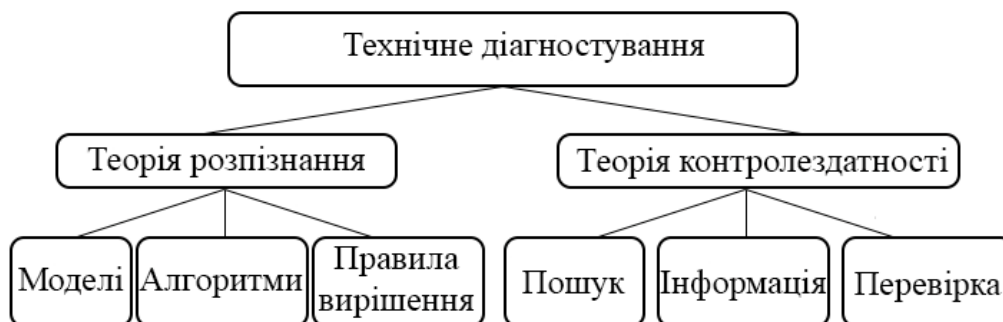 Технічне діагностування
Теорія розпізнання
Теорія контролездатності
Моделі
Алгоритми
Правила
вирішення
Пошук
Інформація
Перевірка